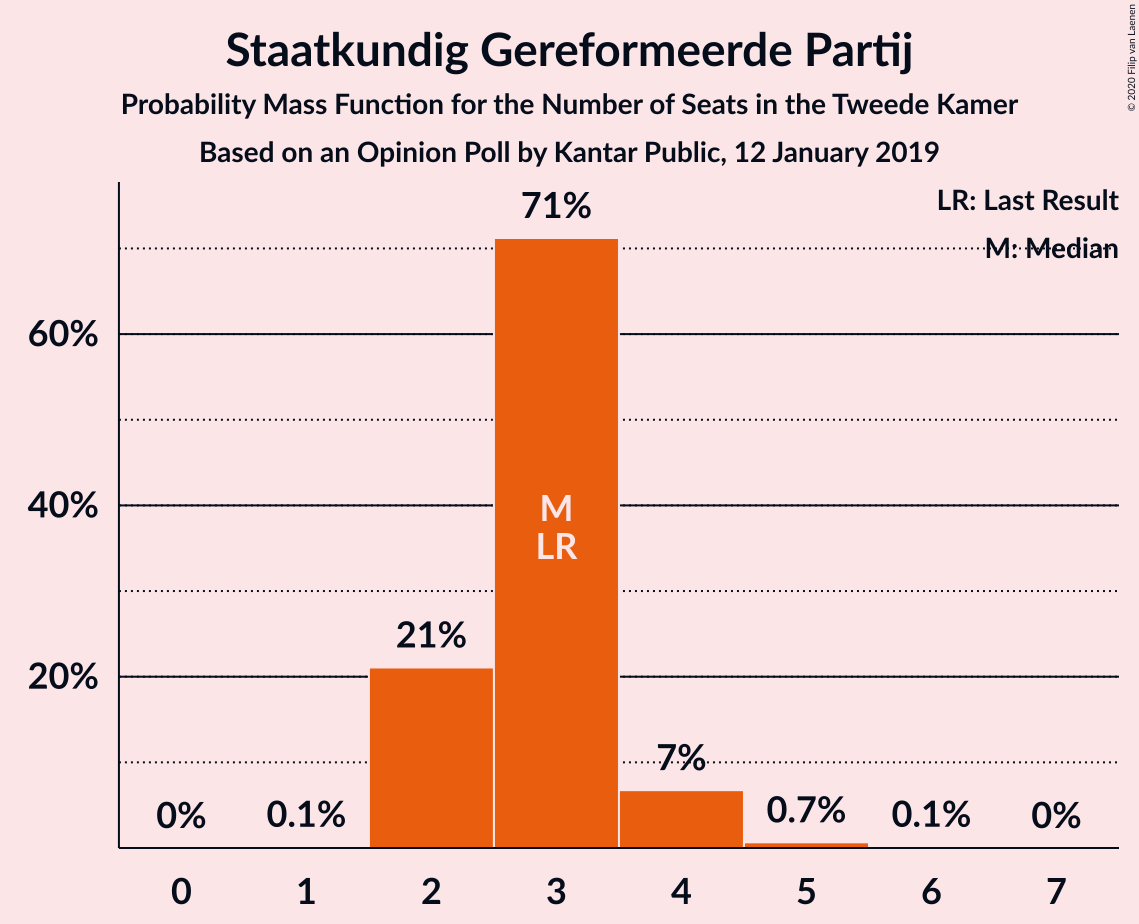 Staatkundig Gereformeerde Partij
Probability Mass Function for the Number of Seats in the Tweede Kamer
Based on an Opinion Poll by Kantar Public, 12 January 2019
© 2020 Filip van Laenen
LR: Last Result
M: Median
71%
60%
40%
M
LR
21%
20%
7%
0%
0.1%
0.7%
0.1%
0%
0 1 2 3 4 5 6 7